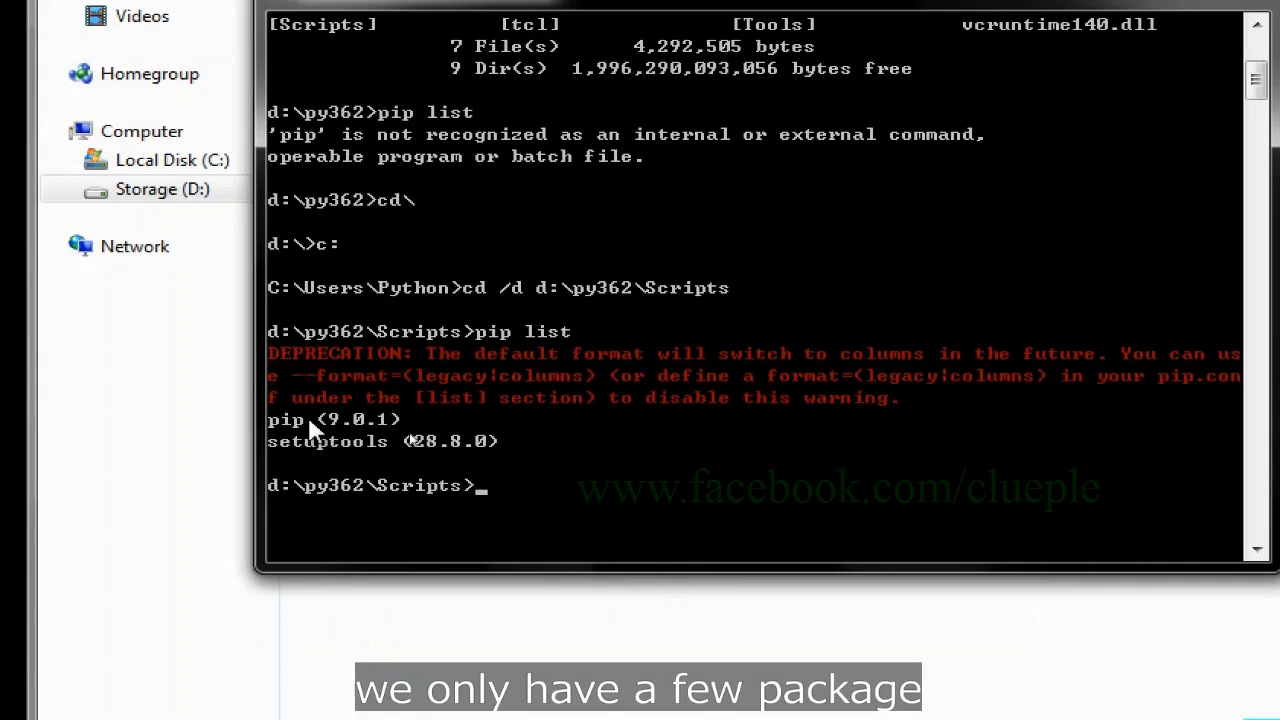 Videos
Homegroup
Computer
Local Disk (C:)
Storage (D:)
Network
[Scripts] [tcl] [Tools] vcruntime140.dll
7 File(s) 4,292,505 bytes
9 Dir(s) 1,996,290,093,056 bytes free
d:\py362>pip list
'pip' is not recognized as an internal or external command,
operable program or batch file.
d:\py362>cd\
d:\>c:
C:\Users\Python>cd /d d:\py362\Scripts
d:\py362\Scripts>pip list
DEPRECATION: The default format will switch to columns in the future. You can us
e --format=(legacy|columns) (or define a format=(legacy|columns) in your pip.con
f under the [list] section) to disable this warning.
pip (9.0.1)
setuptools (28.8.0)
d:\py362\Scripts>_
www.facebook.com/clueple
we only have a few package